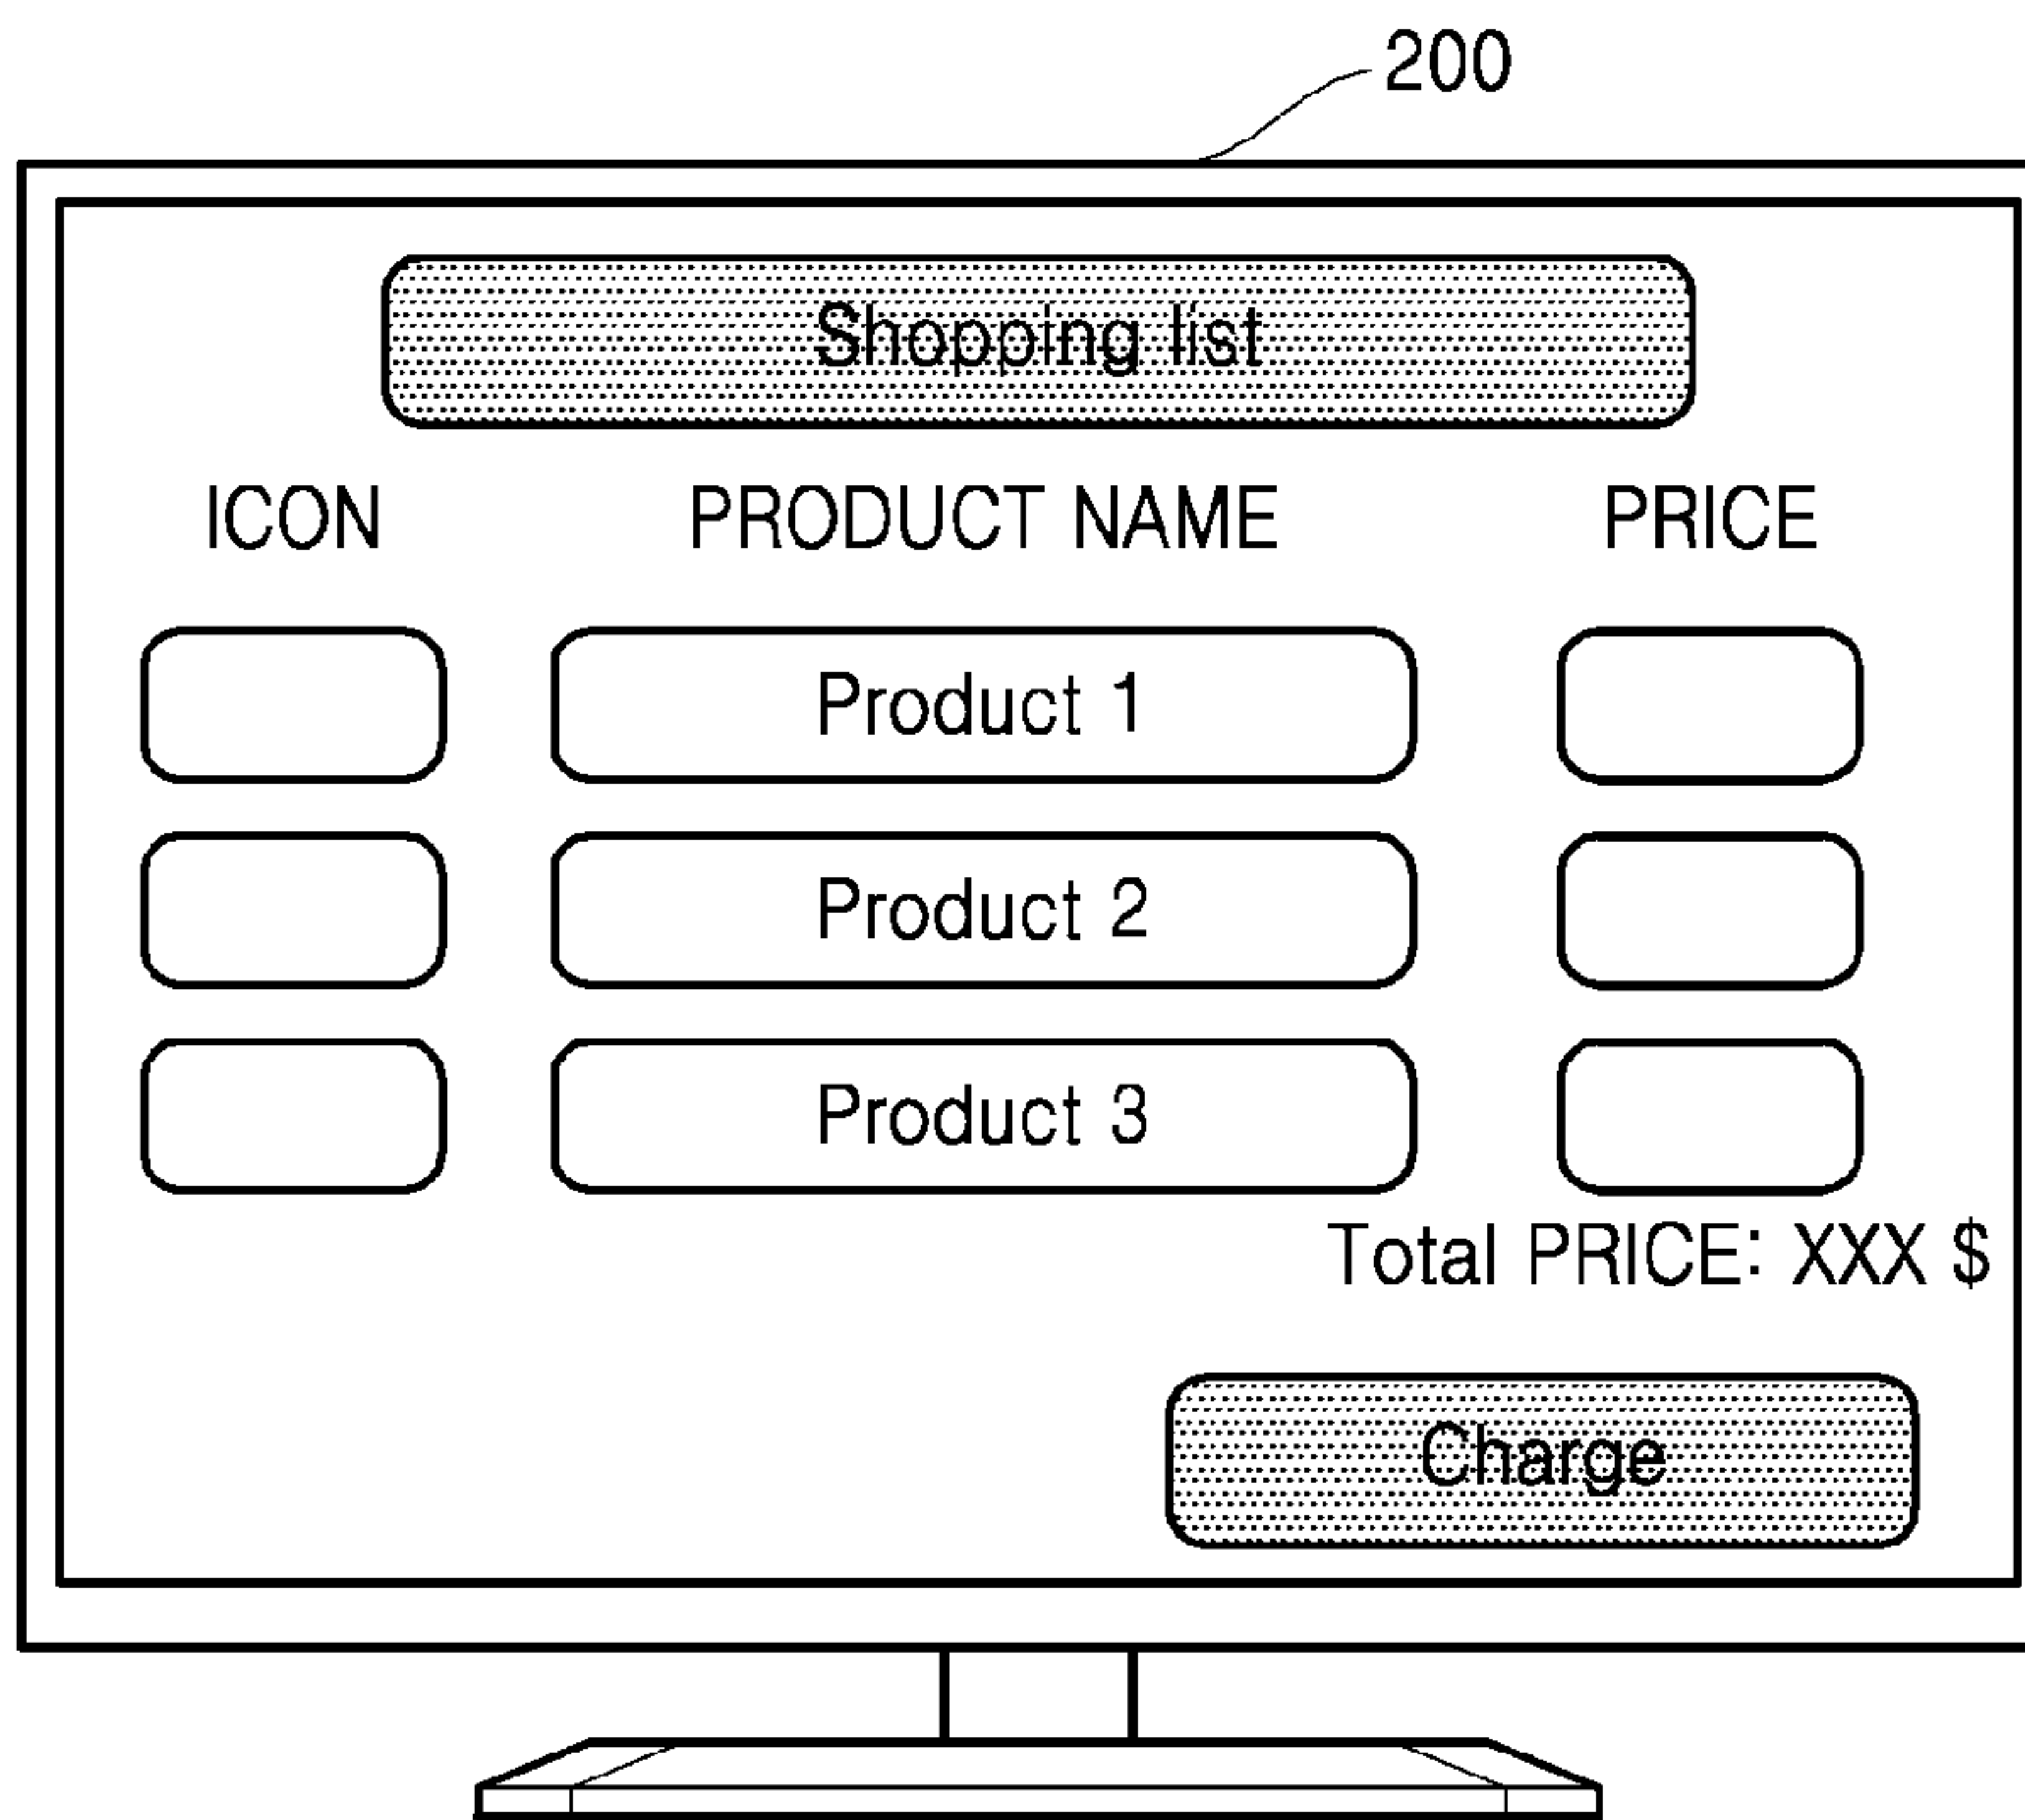 200
Shopping list
ICON PRODUCT NAME PRICE
Product 1
Product 2
Product 3
Total PRICE: XXX $
Charge